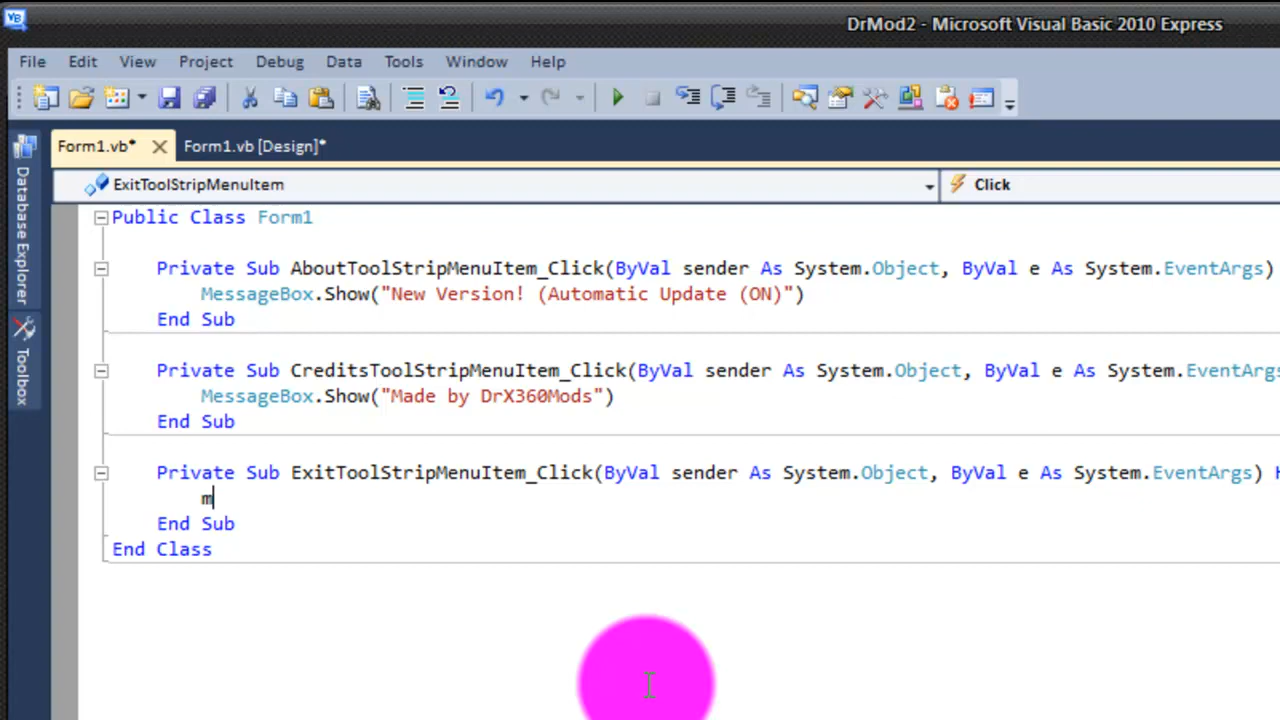 DrMod2 - Microsoft Visual Basic 2010 Express
File Edit View Project Debug Data Tools Window Help
Form1.vb* Form1.vb [Design]*
ExitToolStripMenuItem Click
Database Explorer
Toolbox
Public Class Form1
Private Sub AboutToolStripMenuItem_Click(ByVal sender As System.Object, ByVal e As System.EventArgs)
MessageBox.Show("New Version! (Automatic Update (ON)")
End Sub
Private Sub CreditsToolStripMenuItem_Click(ByVal sender As System.Object, ByVal e As System.EventArgs
MessageBox.Show("Made by DrX360Mods")
End Sub
Private Sub ExitToolStripMenuItem_Click(ByVal sender As System.Object, ByVal e As System.EventArgs) H
m
End Sub
End Class